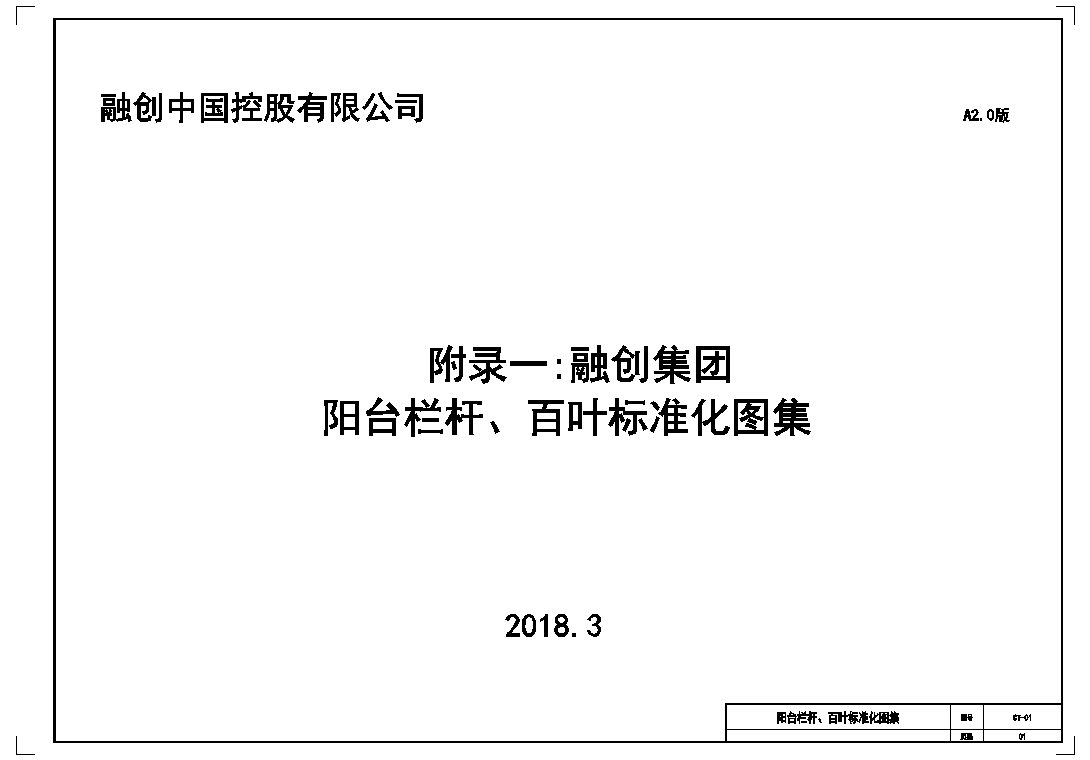 融创中国控股有限公司
A2.0版
附录一:融创集团
阳台栏杆、百叶标准化图集
2018.3
阳台栏杆、百叶标准化图集
图号
01